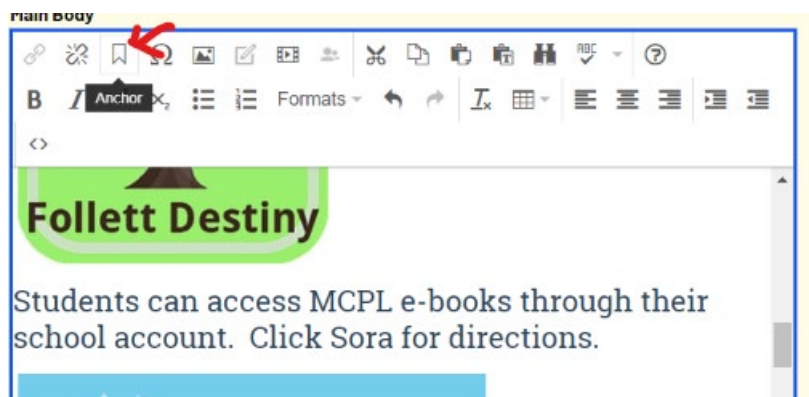 Main Body
Ω
ABC
B I Anchor Formats
Follett Destiny
Students can access MCPL e-books through their
school account. Click Sora for directions.